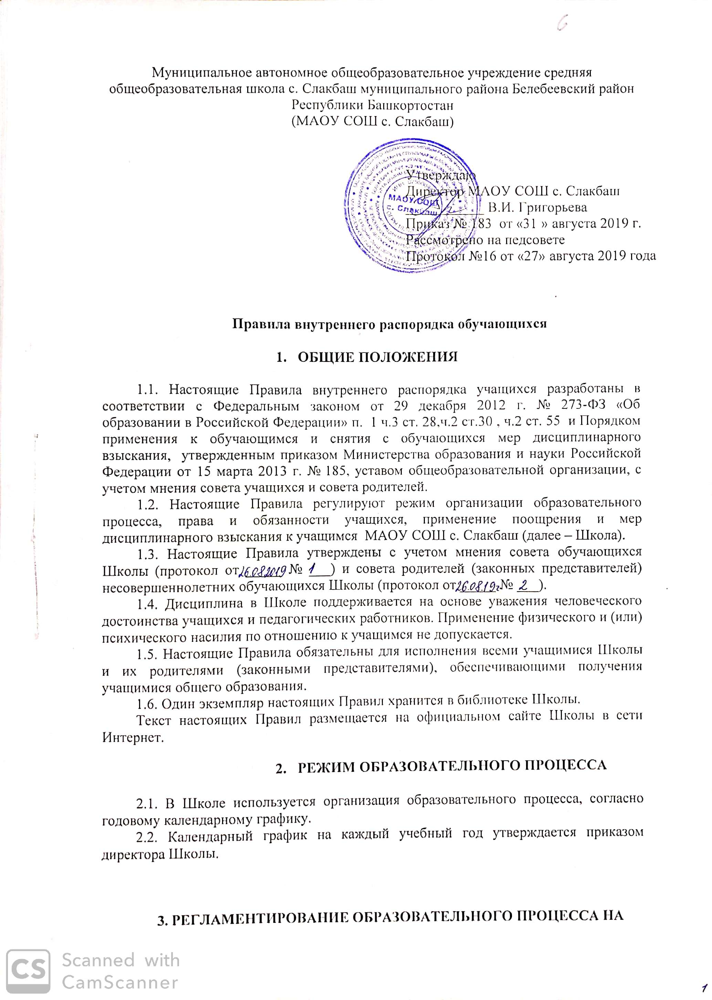 6
Муниципальное автономное общеобразовательное учреждение средняя
общеобразовательная школа с. Слакбаш муниципального района Белебеевский район
Республики Башкортостан
(МАОУ СОШ с. Слакбаш)
МАОУ СОШ
с. Слакбаш
Утверждаю
Директор МАОУ СОШ с. Слакбаш
____________ В.И. Григорьева
Приказ № 183 от «31 » августа 2019 г.
Рассмотрено на педсовете
Протокол №16 от «27» августа 2019 года
Правила внутреннего распорядка обучающихся
1. ОБЩИЕ ПОЛОЖЕНИЯ
1.1. Настоящие Правила внутреннего распорядка учащихся разработаны в
соответствии с Федеральным законом от 29 декабря 2012 г. № 273-ФЗ «Об
образовании в Российской Федерации» п. 1 ч.3 ст. 28,ч.2 ст.30 , ч.2 ст. 55 и Порядком
применения к обучающимся и снятия с обучающихся мер дисциплинарного
взыскания, утвержденным приказом Министерства образования и науки Российской
Федерации от 15 марта 2013 г. № 185, уставом общеобразовательной организации, с
учетом мнения совета учащихся и совета родителей.
1.2. Настоящие Правила регулируют режим организации образовательного
процесса, права и обязанности учащихся, применение поощрения и мер
дисциплинарного взыскания к учащимся МАОУ СОШ с. Слакбаш (далее – Школа).
1.3. Настоящие Правила утверждены с учетом мнения совета обучающихся
Школы (протокол от 26.08.2019 № 1 ___) и совета родителей (законных представителей)
несовершеннолетних обучающихся Школы (протокол от 26.08.19г № 2 __).
1.4. Дисциплина в Школе поддерживается на основе уважения человеческого
достоинства учащихся и педагогических работников. Применение физического и (или)
психического насилия по отношению к учащимся не допускается.
1.5. Настоящие Правила обязательны для исполнения всеми учащимися Школы
и их родителями (законными представителями), обеспечивающими получения
учащимися общего образования.
1.6. Один экземпляр настоящих Правил хранится в библиотеке Школы.
Текст настоящих Правил размещается на официальном сайте Школы в сети
Интернет.
2. РЕЖИМ ОБРАЗОВАТЕЛЬНОГО ПРОЦЕССА
2.1. В Школе используется организация образовательного процесса, согласно
годовому календарному графику.
2.2. Календарный график на каждый учебный год утверждается приказом
директора Школы.
3. РЕГЛАМЕНТИРОВАНИЕ ОБРАЗОВАТЕЛЬНОГО ПРОЦЕССА НА
CS Scanned with
CamScanner
1